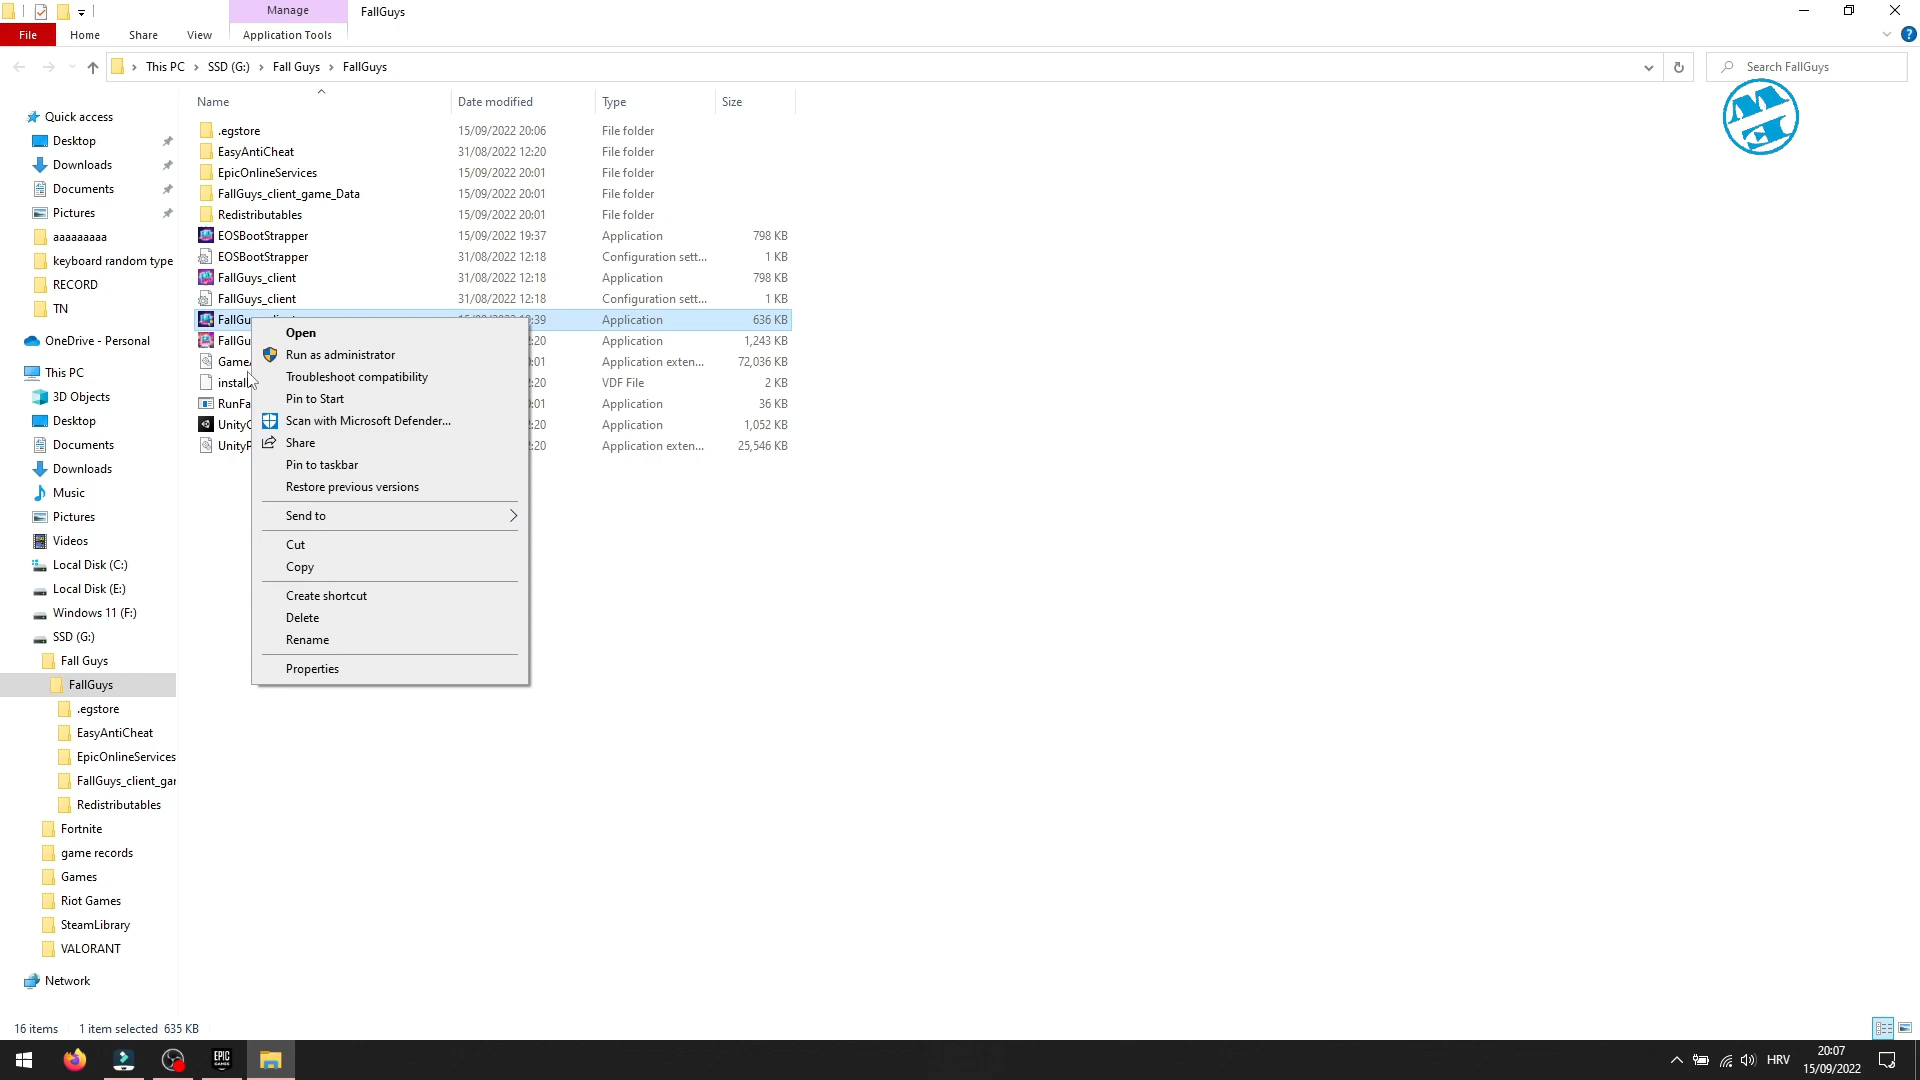 Manage
FallGuys
File
Home
Share
View
Application Tools
This PC
SSD (G:)
Fall Guys
FallGuys
Search FallGuys
Name
Date modified
Type
Size
.egstore
15/09/2022 20:06
File folder
EasyAntiCheat
31/08/2022 12:20
File folder
EpicOnlineServices
15/09/2022 20:01
File folder
FallGuys_client_game_Data
15/09/2022 20:01
File folder
Redistributables
15/09/2022 20:01
File folder
EOSBootStrapper
15/09/2022 19:37
Application
798 KB
EOSBootStrapper
31/08/2022 12:18
Configuration sett...
1 KB
FallGuys_client
31/08/2022 12:18
Application
798 KB
FallGuys_client
31/08/2022 12:18
Configuration sett...
1 KB
Application
636 KB
Application
1,243 KB
Application exten...
72,036 KB
VDF File
2 KB
Application
36 KB
Application
1,052 KB
Application exten...
25,546 KB
Open
Run as administrator
Troubleshoot compatibility
Pin to Start
Scan with Microsoft Defender...
Share
Pin to taskbar
Restore previous versions
Send to
Cut
Copy
Create shortcut
Delete
Rename
Properties
Quick access
Desktop
Downloads
Documents
Pictures
aaaaaaaaa
keyboard random type
RECORD
TN
OneDrive - Personal
This PC
3D Objects
Desktop
Documents
Downloads
Music
Pictures
Videos
Local Disk (C:)
Local Disk (E:)
Windows 11 (F:)
SSD (G:)
Fall Guys
FallGuys
.egstore
EasyAntiCheat
EpicOnlineServices
FallGuys_client_gar
Redistributables
Fortnite
game records
Games
Riot Games
SteamLibrary
VALORANT
Network
16 items
1 item selected 635 KB
EPIC
GAMES
HRV
20:07
15/09/2022